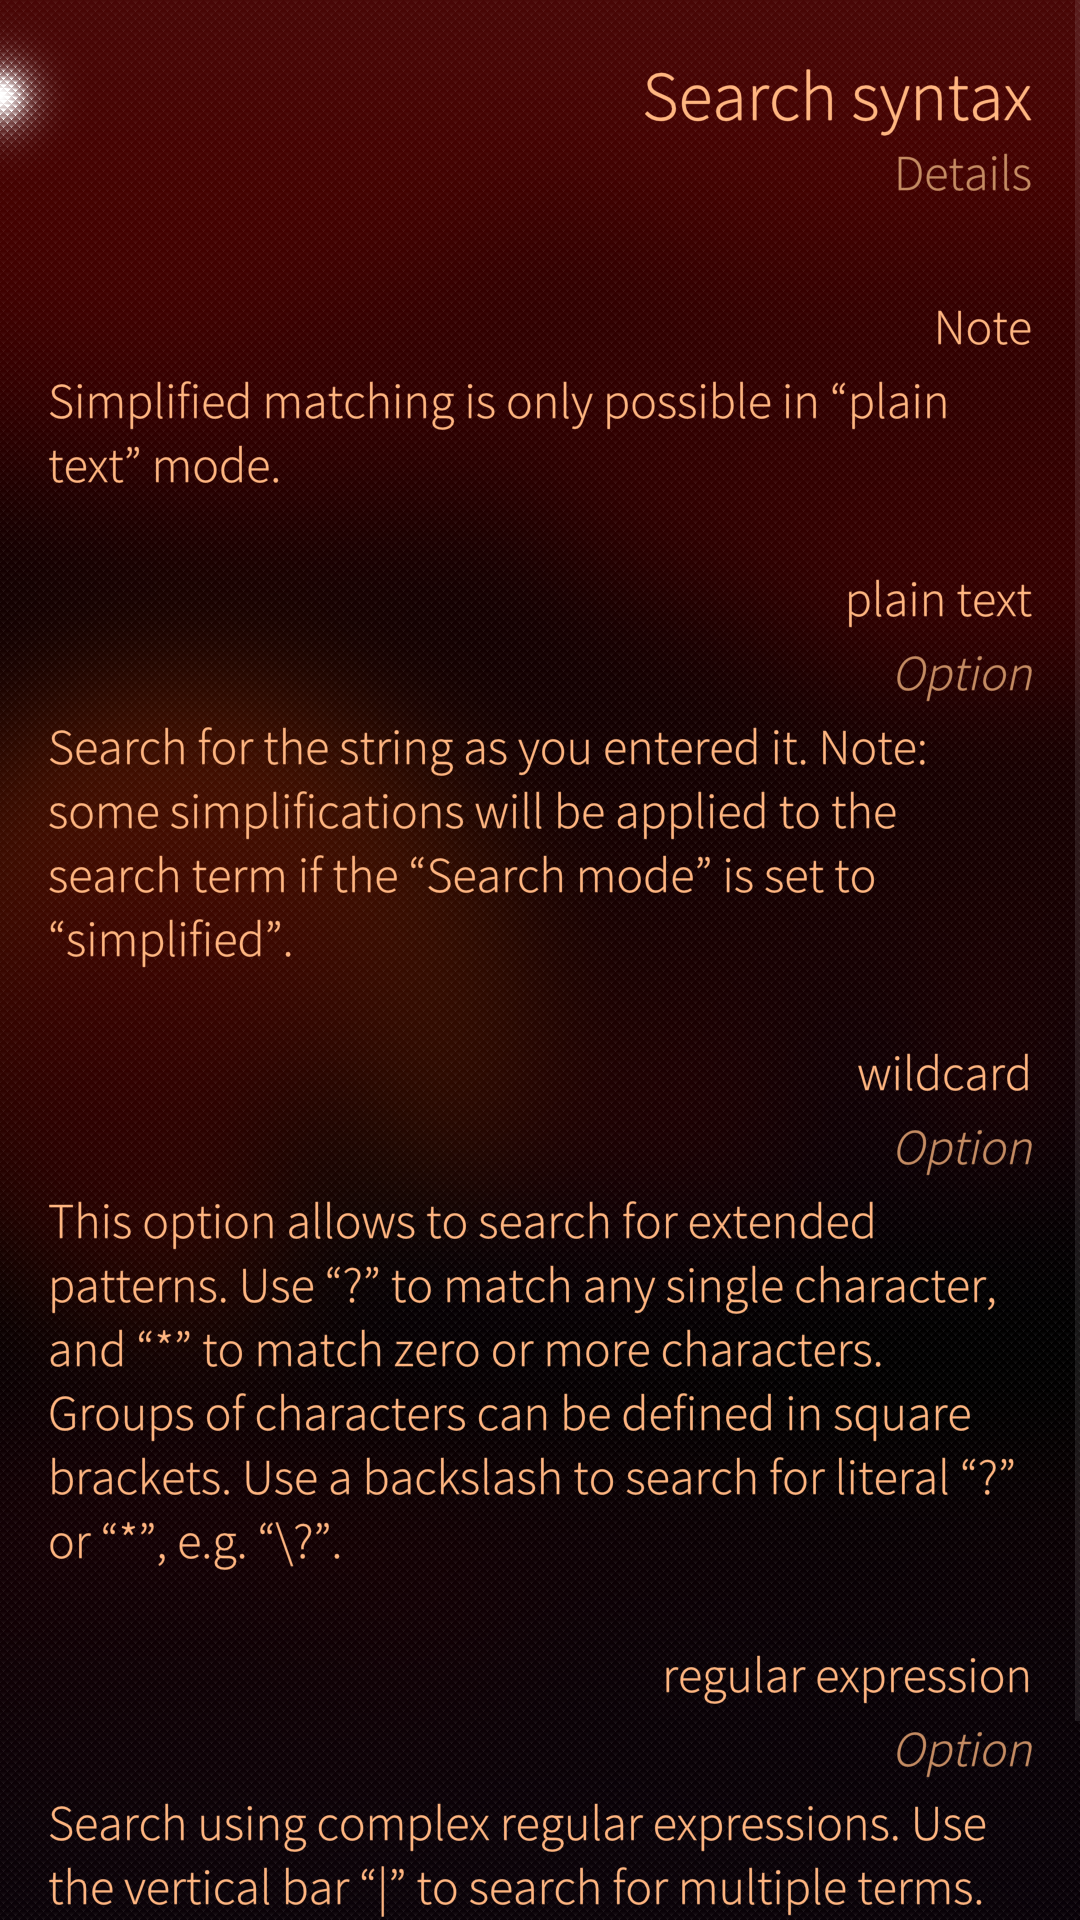 Search syntax
Details
Note
Simplified matching is only possible in “plain
text” mode.
plain text
Option
Search for the string as you entered it. Note:
some simplifications will be applied to the
search term if the “Search mode” is set to
“simplified”.
wildcard
Option
This option allows to search for extended
patterns. Use “?” to match any single character,
and “*” to match zero or more characters.
Groups of characters can be defined in square
brackets. Use a backslash to search for literal “?”
or “*”, e.g. “\?”.
regular expression
Option
Search using complex regular expressions. Use
the vertical bar “|” to search for multiple terms.